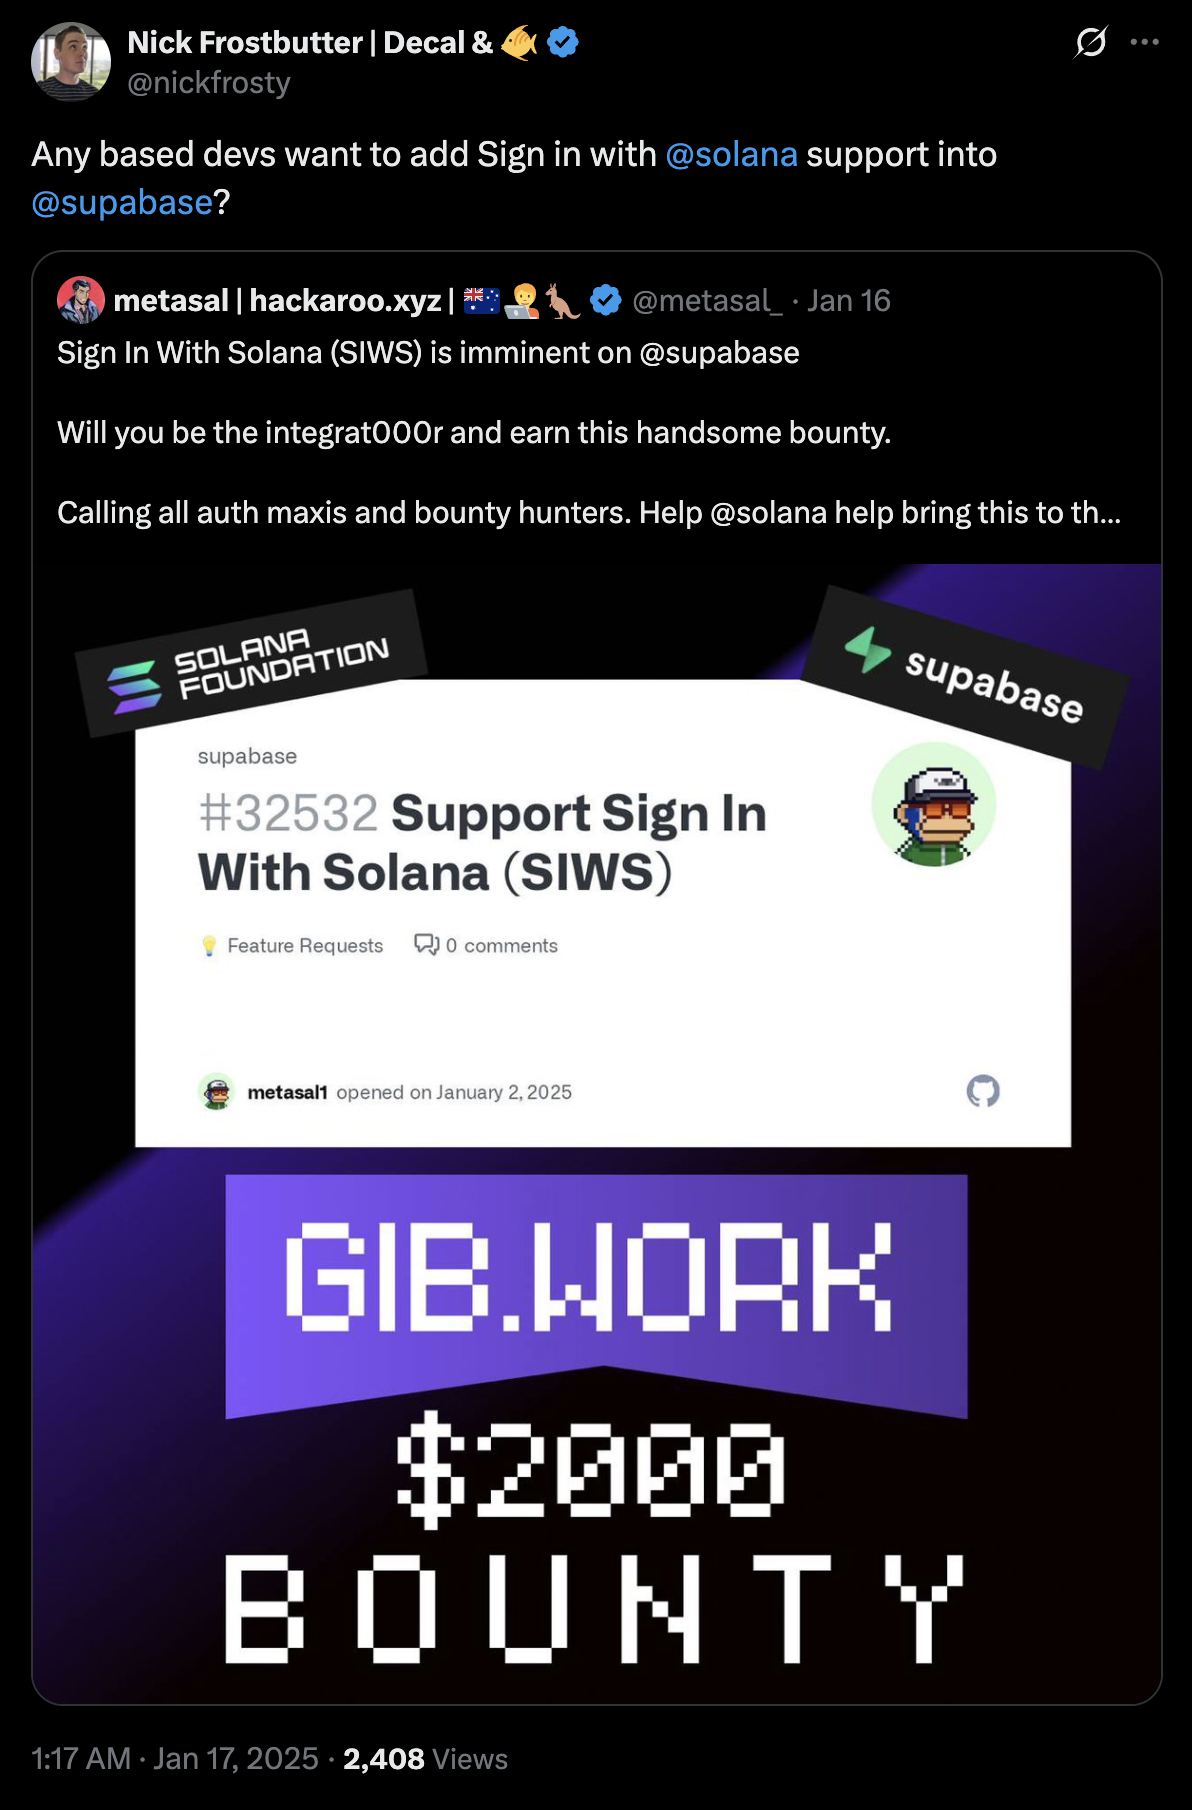 Nick Frostbutter | Decal & 🐠
@nickfrosty
Any based devs want to add Sign in with @solana support into
@supabase?
metasal | hackaroo.xyz | 🇦🇺🧑‍💻🦘 @metasal_ · Jan 16
Sign In With Solana (SIWS) is imminent on @supabase
Will you be the integrat000r and earn this handsome bounty.
Calling all auth maxis and bounty hunters. Help @solana help bring this to th...
SOLANA
FOUNDATION
supabase
supabase
#32532 Support Sign In
With Solana (SIWS)
💡 Feature Requests 0 comments
metasal1 opened on January 2, 2025
GIB.WORK
$2000
BOUNTY
1:17 AM · Jan 17, 2025 · 2,408 Views